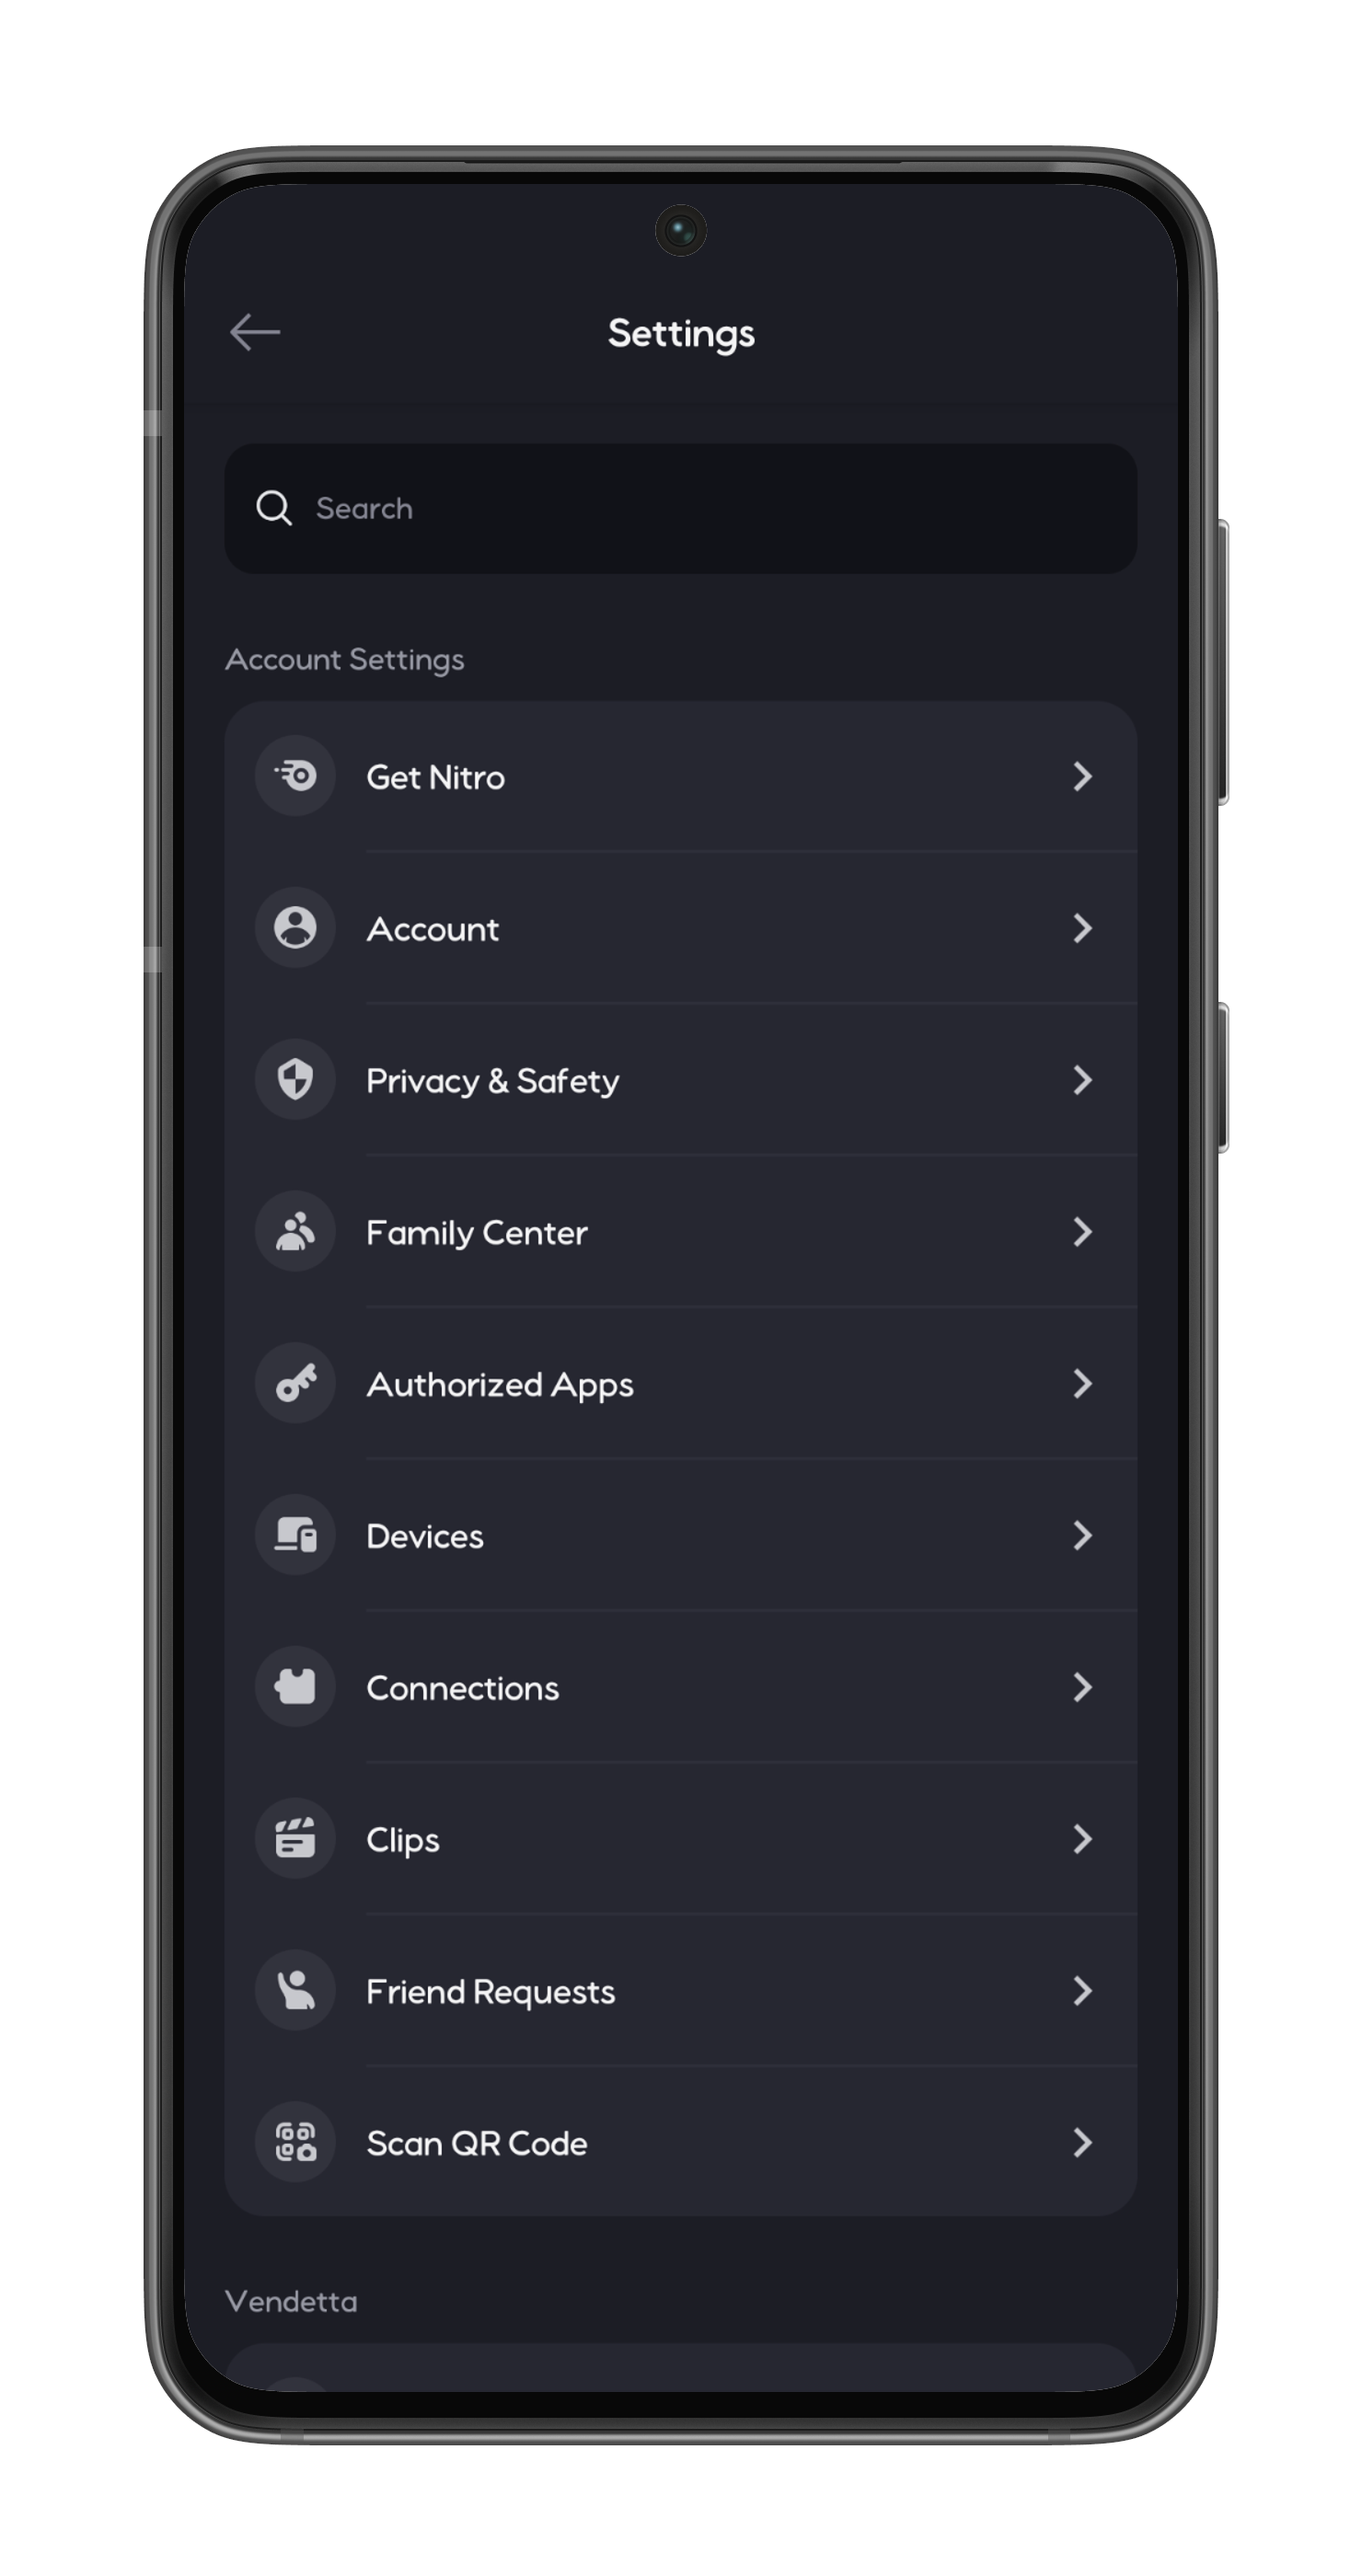 Settings
Search
Account Settings
Get Nitro
Account
Privacy & Safety
Family Center
Authorized Apps
Devices
Connections
Clips
Friend Requests
Scan QR Code
Vendetta